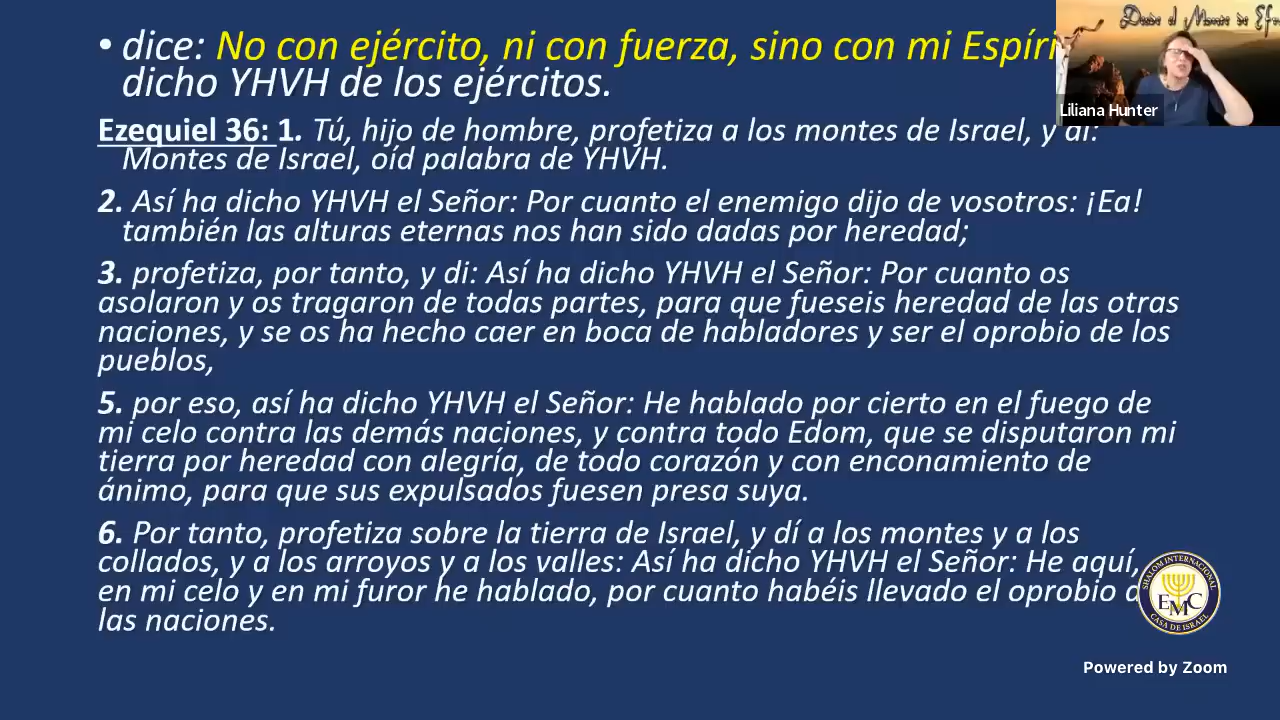 • dice: No con ejército, ni con fuerza, sino con mi
dicho YHVH de los ejércitos.
Ezequiel 36: 1. Tú, hijo de hombre, profetiza a los montes de Israel, y di:
Montes de Israel, oíd palabra de YHVH.
2. Así ha dicho YHVH el Señor: Por cuanto el enemigo dijo de vosotros: ¡Ea!
también las alturas eternas nos han sido dadas por heredad;
3. profetiza, por tanto, y di: Así ha dicho YHVH el Señor: Por cuanto os
asolaron y os tragaron de todas partes, para que fueseis heredad de las otras
naciones, y se os ha hecho caer en boca de habladores y ser el oprobio de los
pueblos,
5. por eso, así ha dicho YHVH el Señor: He hablado por cierto en el fuego de
mi celo contra las demás naciones, y contra todo Edom, que se disputaron mi
tierra por heredad con alegría, de todo corazón y con enconamiento de
ánimo, para que sus expulsados fuesen presa suya.
6. Por tanto, profetiza sobre la tierra de Israel, y dí a los montes y a los
collados, y a los arroyos y a los valles: Así ha dicho YHVH el Señor: He aquí,
en mi celo y en mi furor he hablado, por cuanto habéis llevado el oprobio
las naciones.
Desde el Monte de
Liliana Hunter
SHALOM INTERNACIONAL
EMC
CASA DE ISRAEL
Powered by Zoom